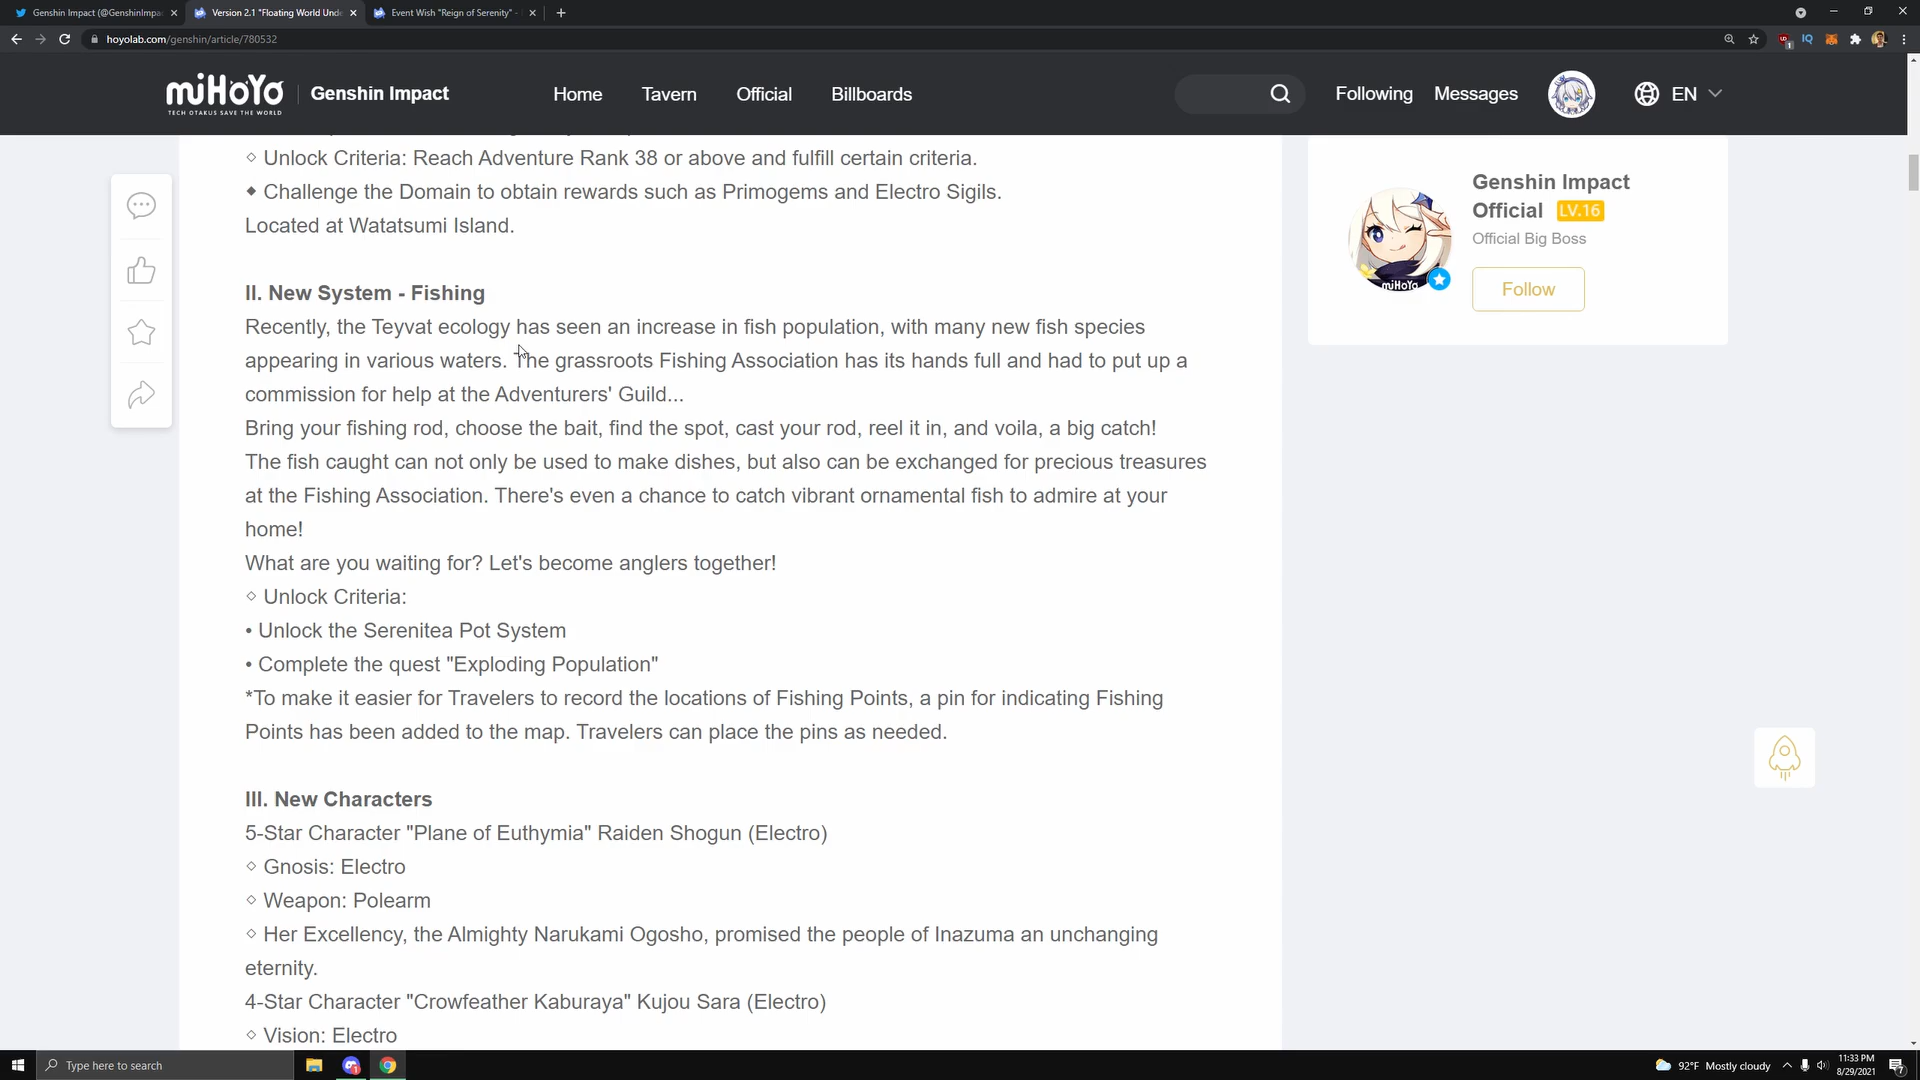 Genshin Impact (@GenshinImpa
Version 2.1 "Floating World Unde
Event Wish "Reign of Serenity" -
hoyolab.com/genshin/article/780532
miHoYo
TECH OTAKUS SAVE THE WORLD
Genshin Impact
Home
Tavern
Official
Billboards
Following
Messages
EN
◇ Unlock Criteria: Reach Adventure Rank 38 or above and fulfill certain criteria.
◆ Challenge the Domain to obtain rewards such as Primogems and Electro Sigils.
Located at Watatsumi Island.
II. New System - Fishing
Recently, the Teyvat ecology has seen an increase in fish population, with many new fish species
appearing in various waters. The grassroots Fishing Association has its hands full and had to put up a
commission for help at the Adventurers' Guild...
Bring your fishing rod, choose the bait, find the spot, cast your rod, reel it in, and voila, a big catch!
The fish caught can not only be used to make dishes, but also can be exchanged for precious treasures
at the Fishing Association. There's even a chance to catch vibrant ornamental fish to admire at your
home!
What are you waiting for? Let's become anglers together!
◇ Unlock Criteria:
• Unlock the Serenitea Pot System
• Complete the quest "Exploding Population"
*To make it easier for Travelers to record the locations of Fishing Points, a pin for indicating Fishing
Points has been added to the map. Travelers can place the pins as needed.
III. New Characters
5-Star Character "Plane of Euthymia" Raiden Shogun (Electro)
◇ Gnosis: Electro
◇ Weapon: Polearm
◇ Her Excellency, the Almighty Narukami Ogosho, promised the people of Inazuma an unchanging
eternity.
4-Star Character "Crowfeather Kaburaya" Kujou Sara (Electro)
◇ Vision: Electro
Genshin Impact
Official LV.16
Official Big Boss
miHoYo
Follow
Type here to search
92°F Mostly cloudy
11:33 PM
8/29/2021